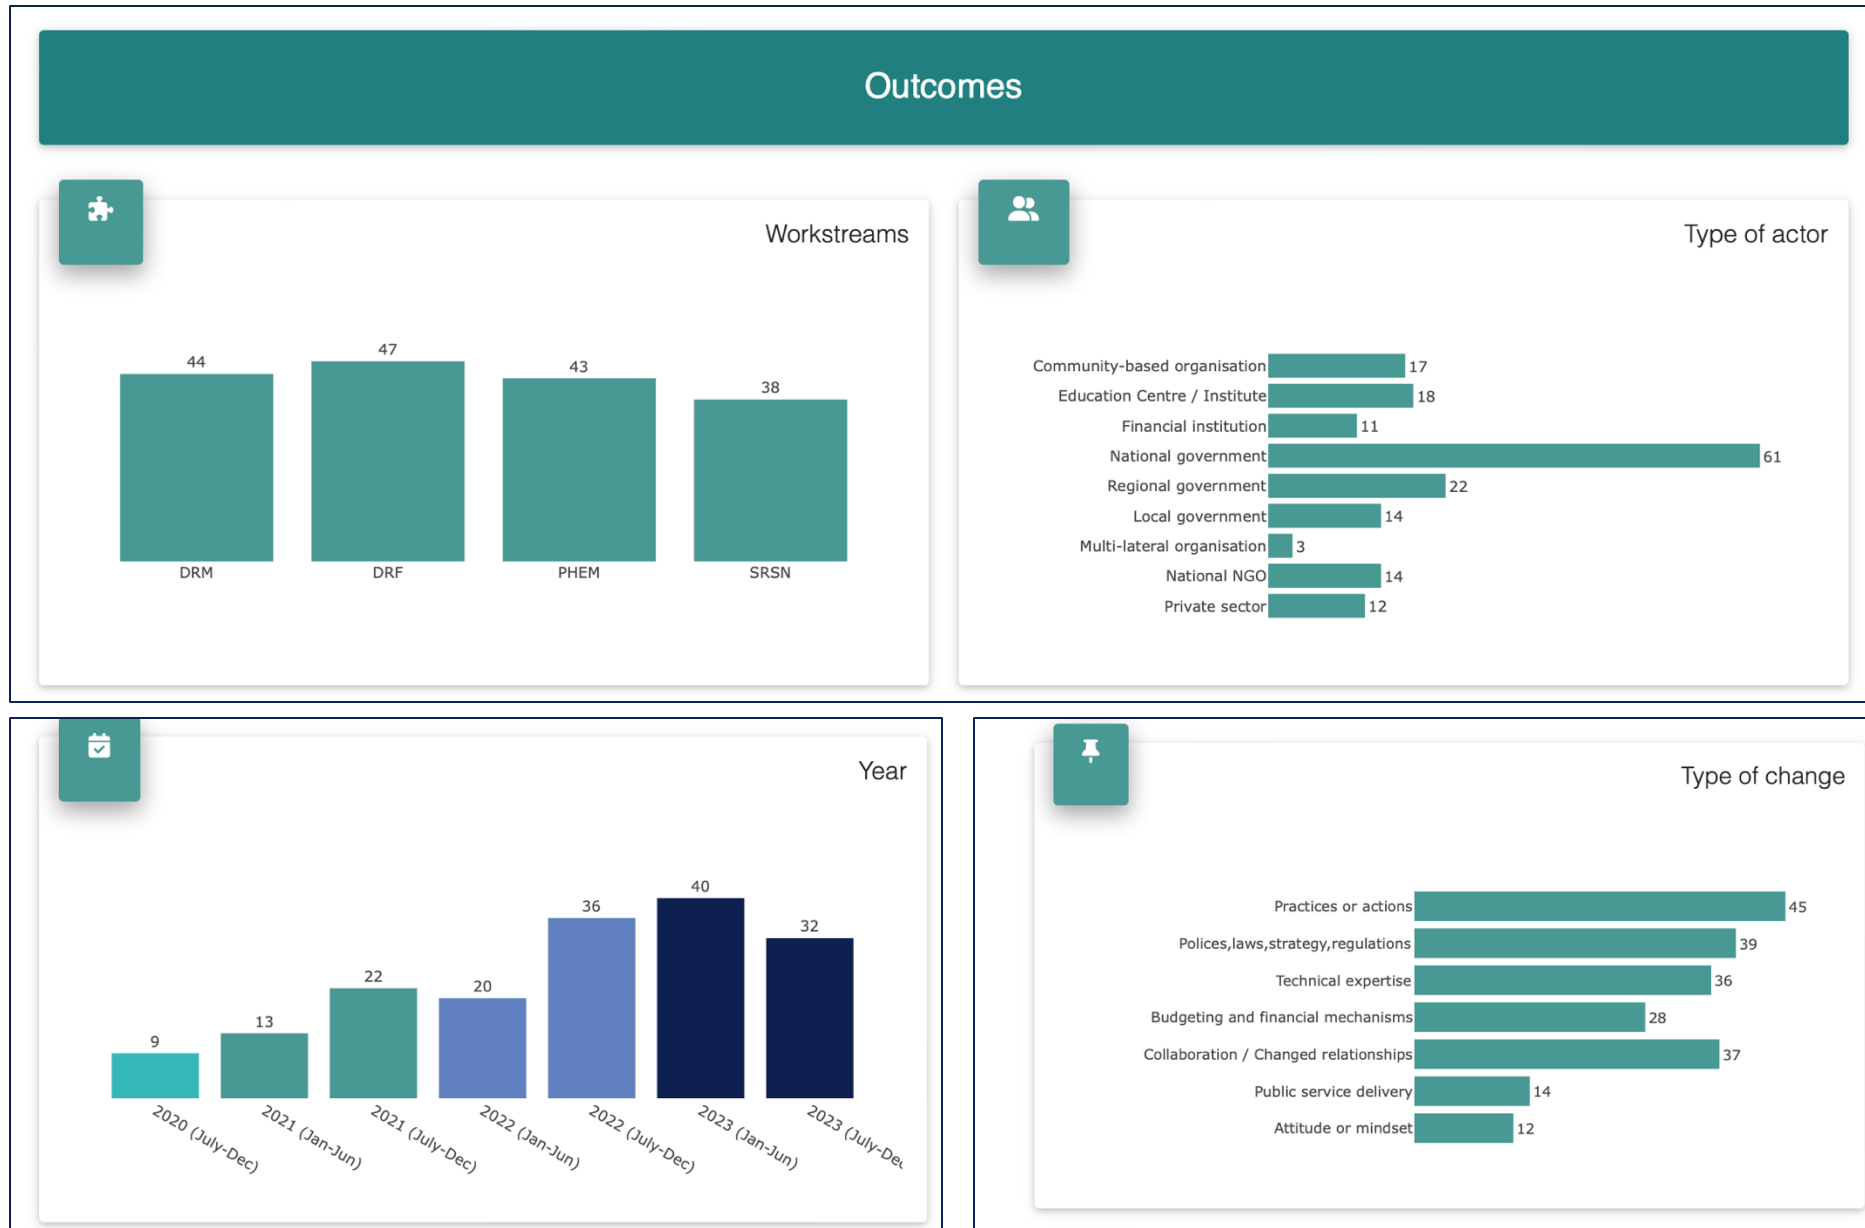 Outcomes
Workstreams
44
47
43
38
DRM
DRF
PHEM
SRSN
Type of actor
Community-based organisation 17
Education Centre / Institute 18
Financial institution 11
National government 61
Regional government 22
Local government 14
Multi-lateral organisation 3
National NGO 14
Private sector 12
Year
9
13
22
20
36
40
32
2020 (July-Dec)
2021 (Jan-Jun)
2021 (July-Dec)
2022 (Jan-Jun)
2022 (July-Dec)
2023 (Jan-Jun)
2023 (July-Dec
Type of change
Practices or actions 45
Polices,laws,strategy,regulations 39
Technical expertise 36
Budgeting and financial mechanisms 28
Collaboration / Changed relationships 37
Public service delivery 14
Attitude or mindset 12